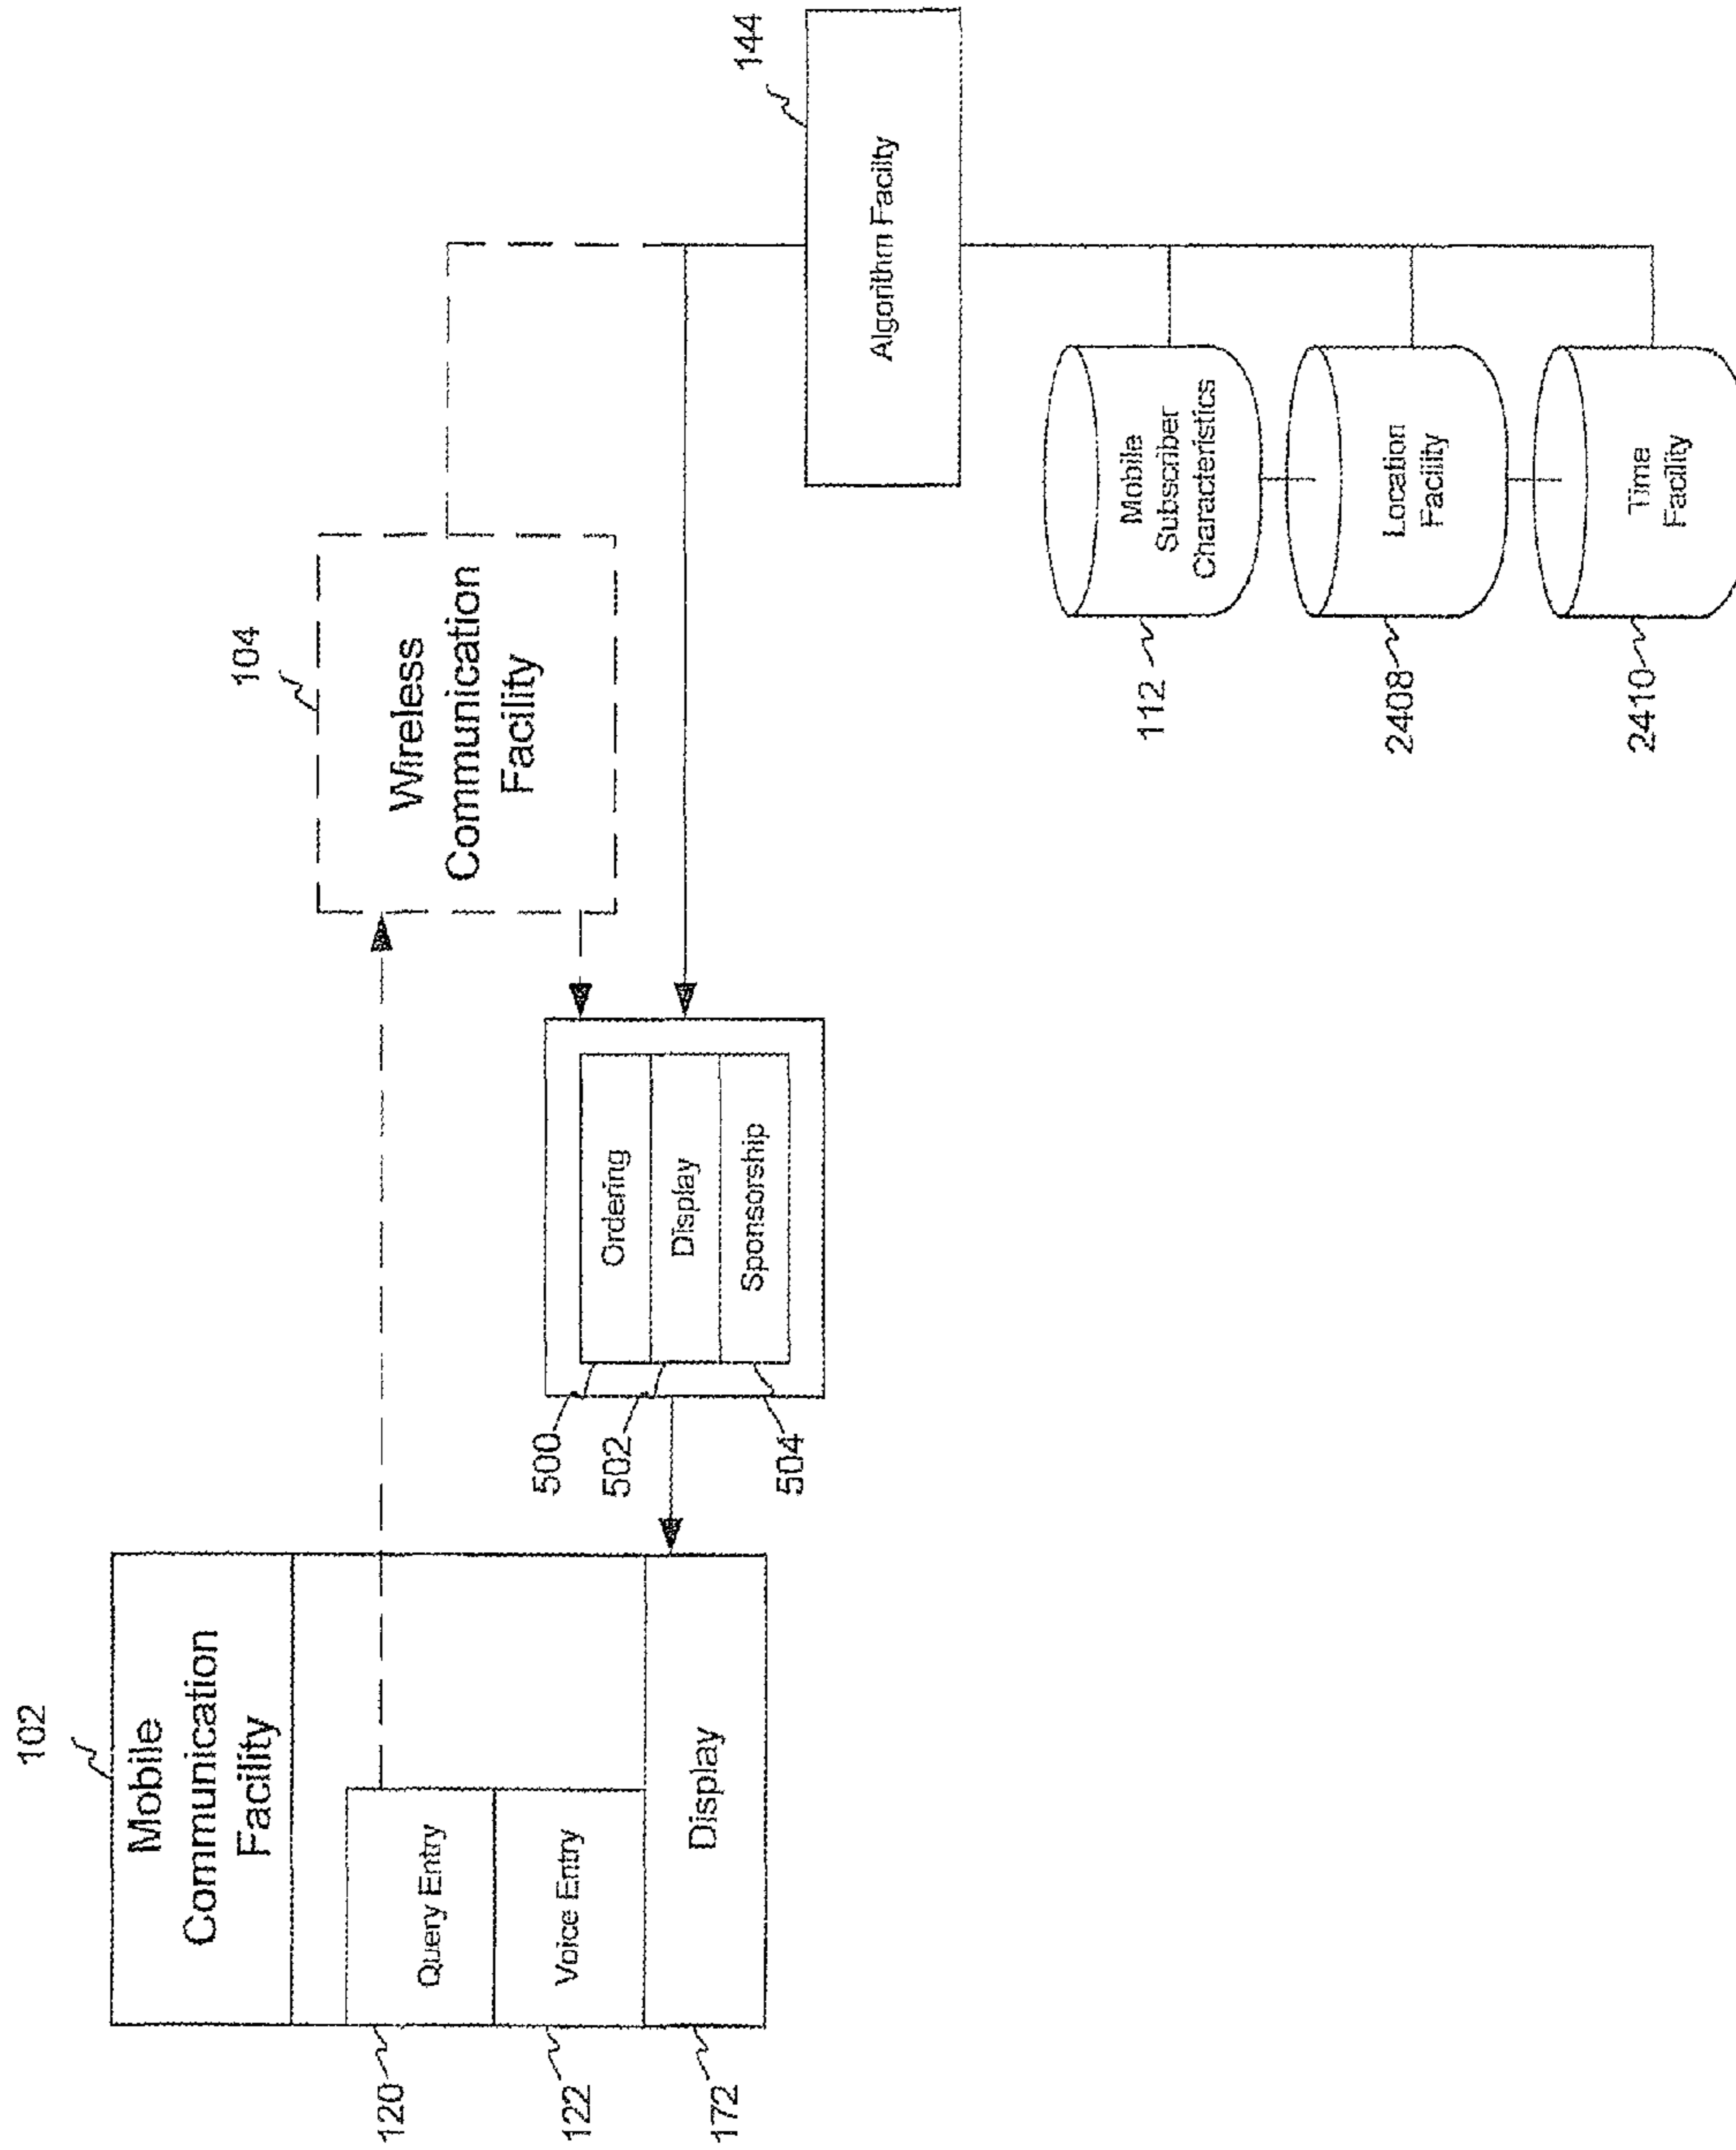 102
Mobile
Communication
Facility
120
Query Entry
122
Voice Entry
172
Display
104
Wireless
Communication
Facility
500
Ordering
502
Display
504
Sponsorship
144
Algorithm Facility
112
Mobile
Subscriber
Characteristics
2408
Location
Facility
2410
Time
Facility